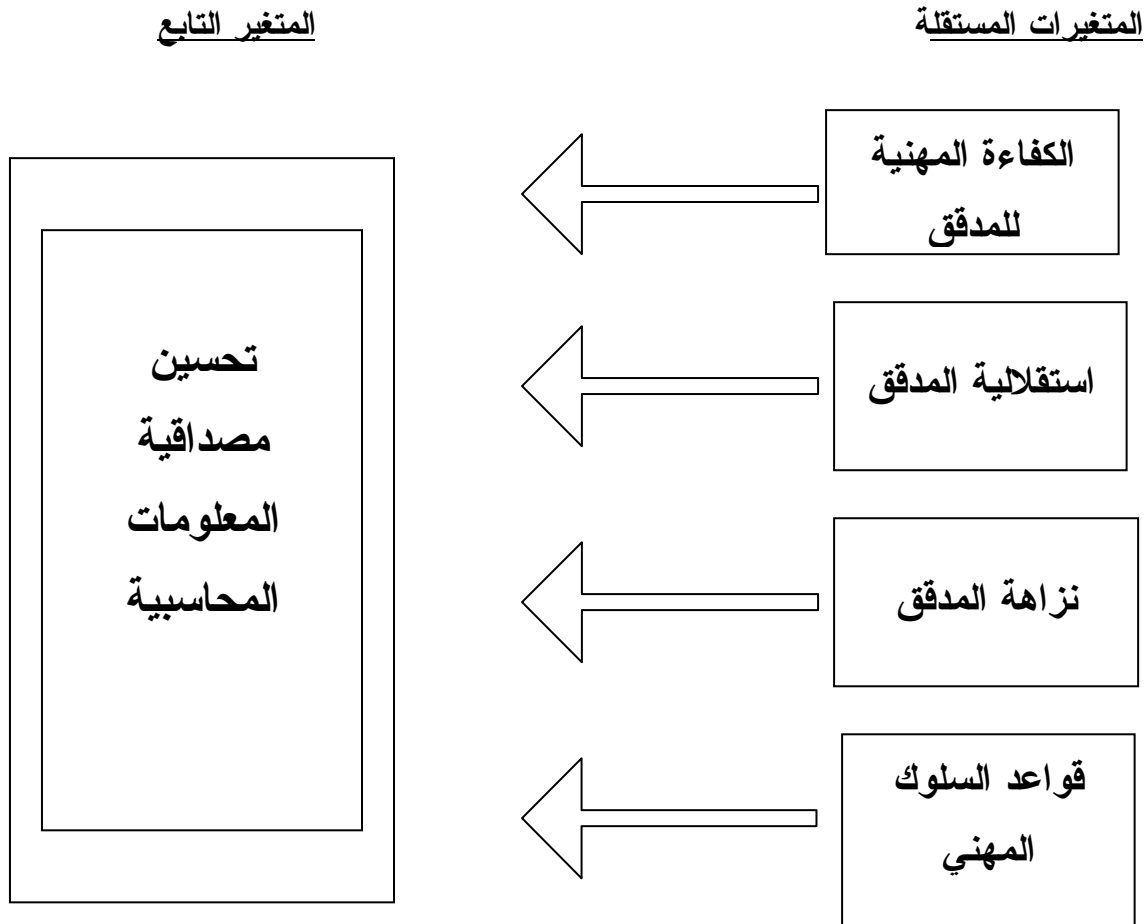 المتغيرات المستقلة
المتغير التابع
الكفاءة المهنية
للمدقق
استقلالية المدقق
نزاهة المدقق
قواعد السلوك
المهني
تحسين
مصداقية
المعلومات
المحاسبية